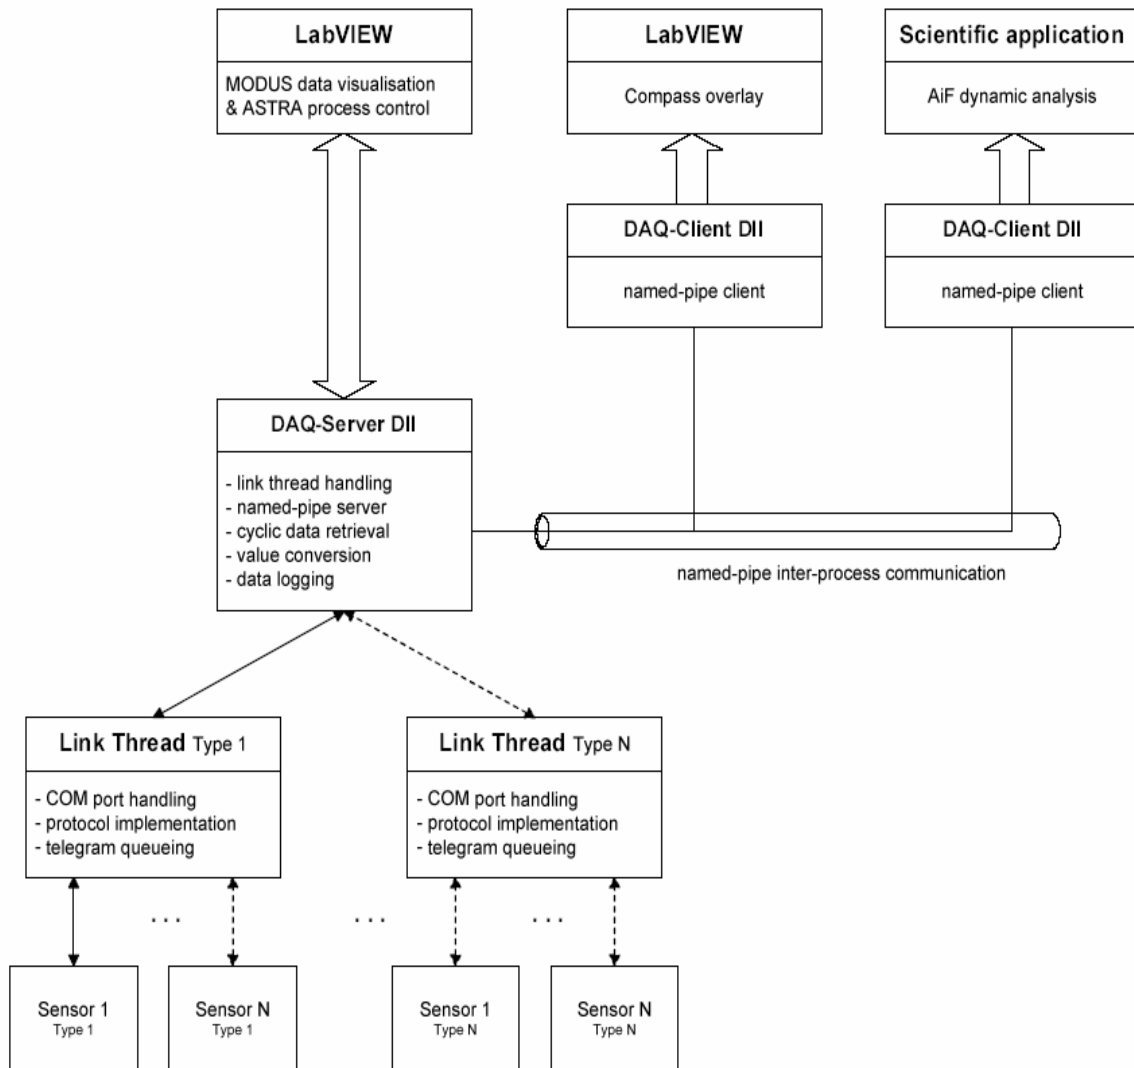 LabVIEW
MODUS data visualisation
& ASTRA process control
LabVIEW
Compass overlay
Scientific application
AiF dynamic analysis
DAQ-Client Dll
named-pipe client
DAQ-Client Dll
named-pipe client
DAQ-Server Dll
- link thread handling
- named-pipe server
- cyclic data retrieval
- value conversion
- data logging
named-pipe inter-process communication
Link Thread Type 1
- COM port handling
- protocol implementation
- telegram queueing
Link Thread Type N
- COM port handling
- protocol implementation
- telegram queueing
. . .
. . .
. . .
Sensor 1
Type 1
Sensor N
Type 1
Sensor 1
Type N
Sensor N
Type N